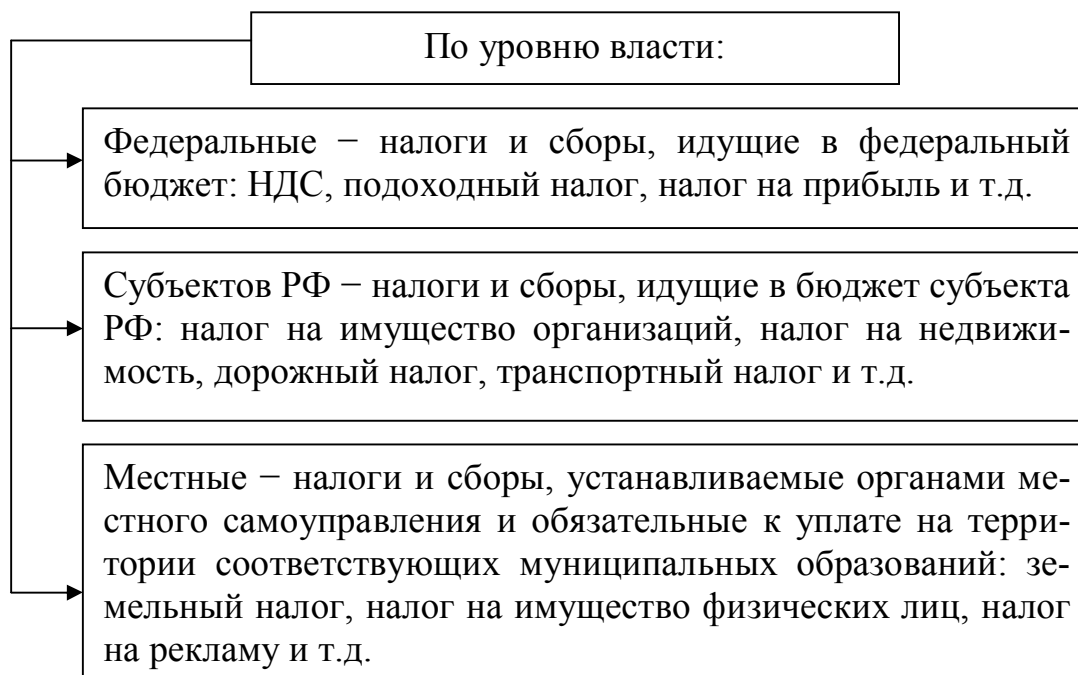 По уровню власти:
Федеральные − налоги и сборы, идущие в федеральный
бюджет: НДС, подоходный налог, налог на прибыль и т.д.
Субъектов РФ − налоги и сборы, идущие в бюджет субъекта
РФ: налог на имущество организаций, налог на недвижи-
мость, дорожный налог, транспортный налог и т.д.
Местные − налоги и сборы, устанавливаемые органами ме-
стного самоуправления и обязательные к уплате на терри-
тории соответствующих муниципальных образований: зе-
мельный налог, налог на имущество физических лиц, налог
на рекламу и т.д.